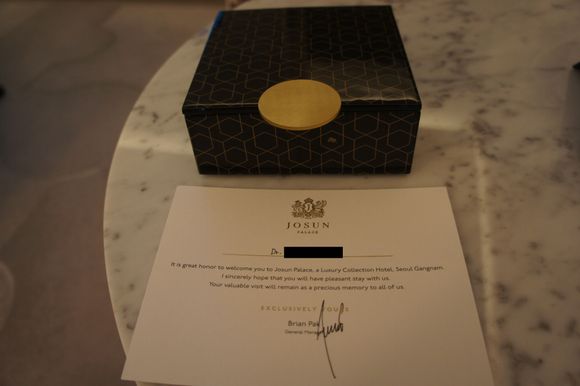 J
JOSUN
PALACE
Dr.
It is great honor to welcome you to Josun Palace, a Luxury Collection Hotel, Seoul Gangnam.
I sincerely hope that you will have pleasant stay with us.
Your valuable visit will remain as a precious memory to all of us.
EXCLUSIVELY YOURS
Brian Pak
General Manager